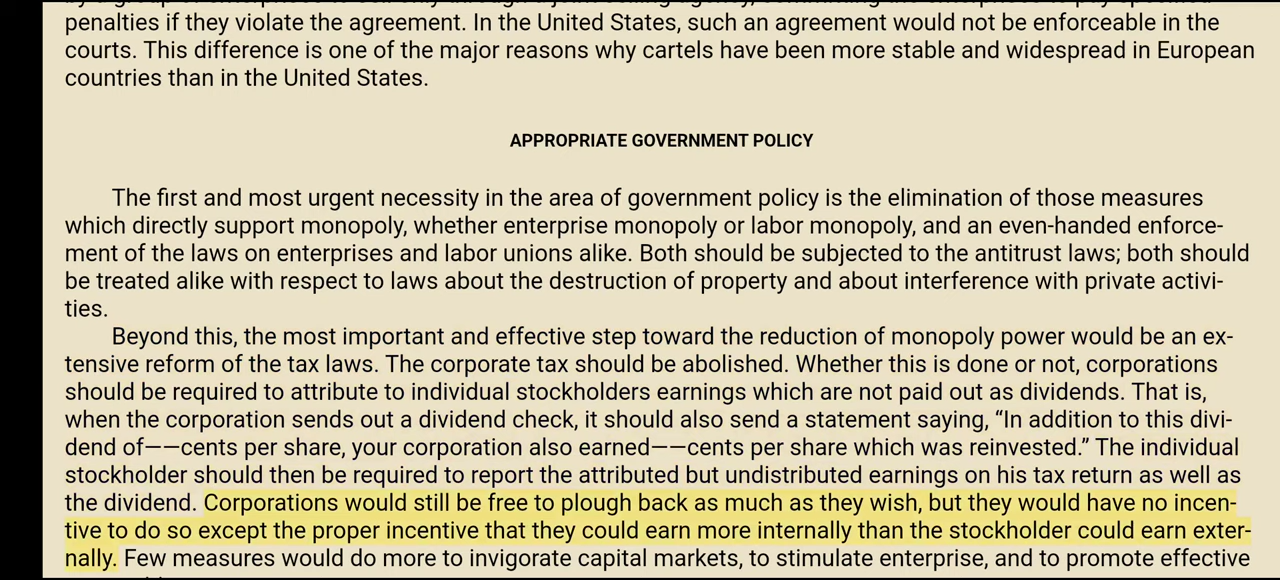 penalties if they violate the agreement. In the United States, such an agreement would not be enforceable in the
courts. This difference is one of the major reasons why cartels have been more stable and widespread in European
countries than in the United States.
APPROPRIATE GOVERNMENT POLICY
The first and most urgent necessity in the area of government policy is the elimination of those measures
which directly support monopoly, whether enterprise monopoly or labor monopoly, and an even-handed enforce-
ment of the laws on enterprises and labor unions alike. Both should be subjected to the antitrust laws; both should
be treated alike with respect to laws about the destruction of property and about interference with private activi-
ties.
Beyond this, the most important and effective step toward the reduction of monopoly power would be an ex-
tensive reform of the tax laws. The corporate tax should be abolished. Whether this is done or not, corporations
should be required to attribute to individual stockholders earnings which are not paid out as dividends. That is,
when the corporation sends out a dividend check, it should also send a statement saying, “In addition to this divi-
dend of——cents per share, your corporation also earned——cents per share which was reinvested.” The individual
stockholder should then be required to report the attributed but undistributed earnings on his tax return as well as
the dividend. Corporations would still be free to plough back as much as they wish, but they would have no incen-
tive to do so except the proper incentive that they could earn more internally than the stockholder could earn exter-
nally. Few measures would do more to invigorate capital markets, to stimulate enterprise, and to promote effective